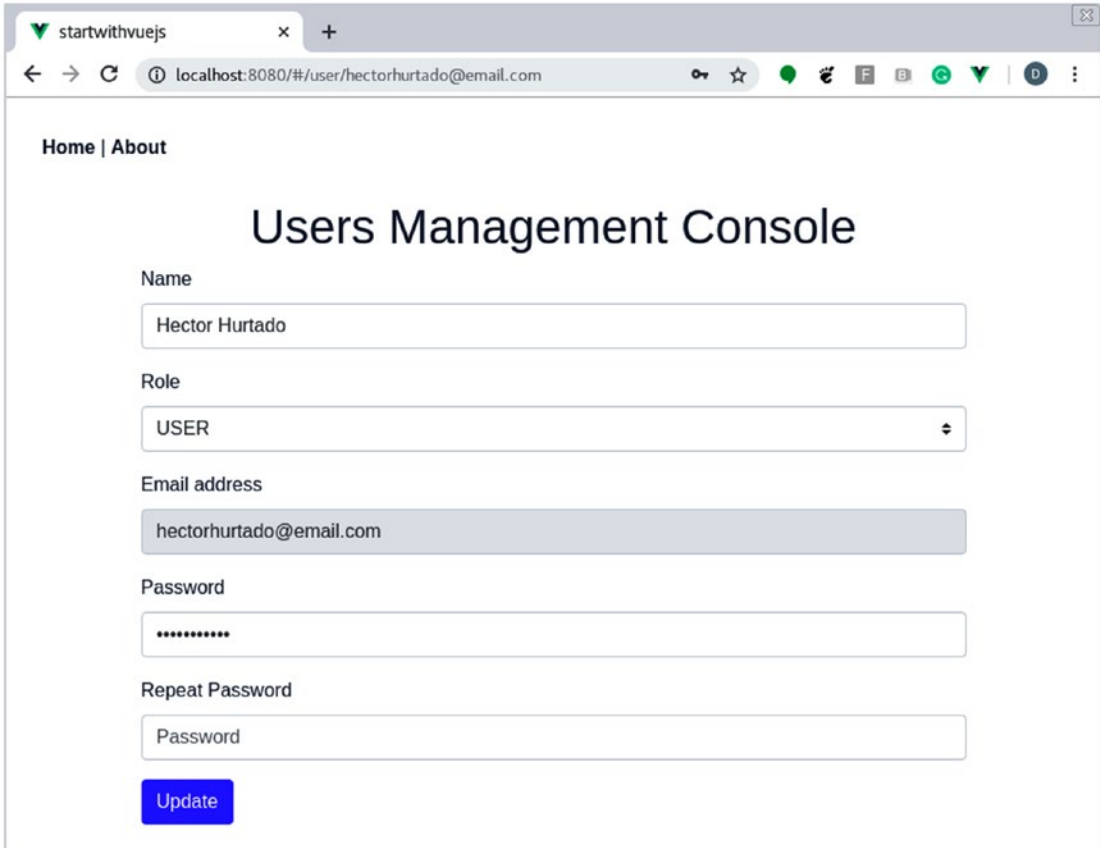 startwithvuejs
localhost:8080/#/user/hectorhurtado@email.com
F B G D
Home | About
Users Management Console
Name
Hector Hurtado
Role
USER
Email address
hectorhurtado@email.com
Password
•••••••••••
Repeat Password
Password
Update